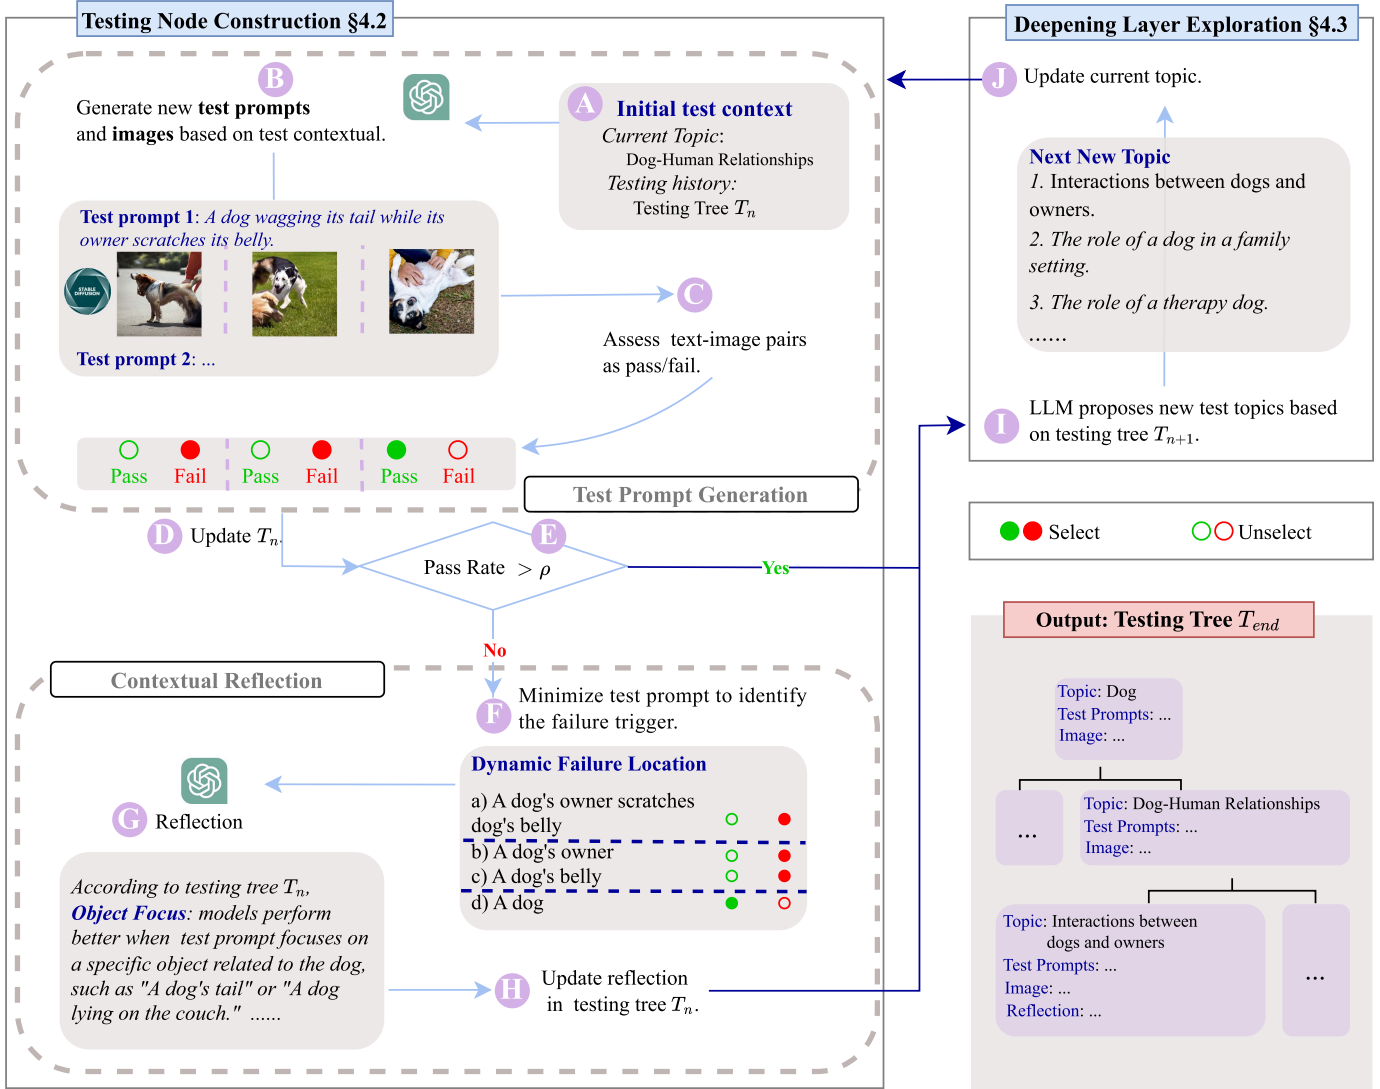 Testing Node Construction §4.2
B
Generate new test prompts
and images based on test contextual.
A
Initial test context
Current Topic:
Dog-Human Relationships
Testing history:
Testing Tree Tn
Test prompt 1: A dog wagging its tail while its
owner scratches its belly.
STABLE
DIFFUSION
Test prompt 2: ...
C
Assess text-image pairs
as pass/fail.
Pass Fail Pass Fail Pass Fail
Test Prompt Generation
D Update Tn.
E
Pass Rate > ρ
Yes
No
Contextual Reflection
F
Minimize test prompt to identify
the failure trigger.
Dynamic Failure Location
a) A dog's owner scratches
dog's belly
b) A dog's owner
c) A dog's belly
d) A dog
G Reflection
According to testing tree Tn,
Object Focus: models perform
better when test prompt focuses on
a specific object related to the dog,
such as "A dog's tail" or "A dog
lying on the couch." ......
H
Update reflection
in testing tree Tn.
Deepening Layer Exploration §4.3
J Update current topic.
Next New Topic
1. Interactions between dogs and
owners.
2. The role of a dog in a family
setting.
3. The role of a therapy dog.
......
I
LLM proposes new test topics based
on testing tree Tn+1.
Select Unselect
Output: Testing Tree Tend
Topic: Dog
Test Prompts: ...
Image: ...
...
Topic: Dog-Human Relationships
Test Prompts: ...
Image: ...
Topic: Interactions between
dogs and owners
Test Prompts: ...
Image: ...
Reflection: ...
...